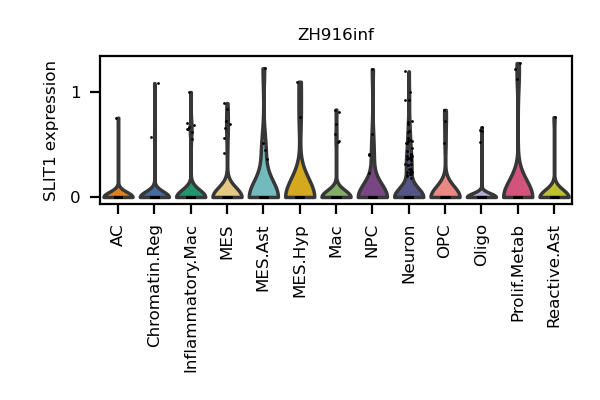 ZH916inf
SLIT1 expression
1
0
AC
Chromatin.Reg
Inflammatory.Mac
MES
MES.Ast
MES.Hyp
Mac
NPC
Neuron
OPC
Oligo
Prolif.Metab
Reactive.Ast